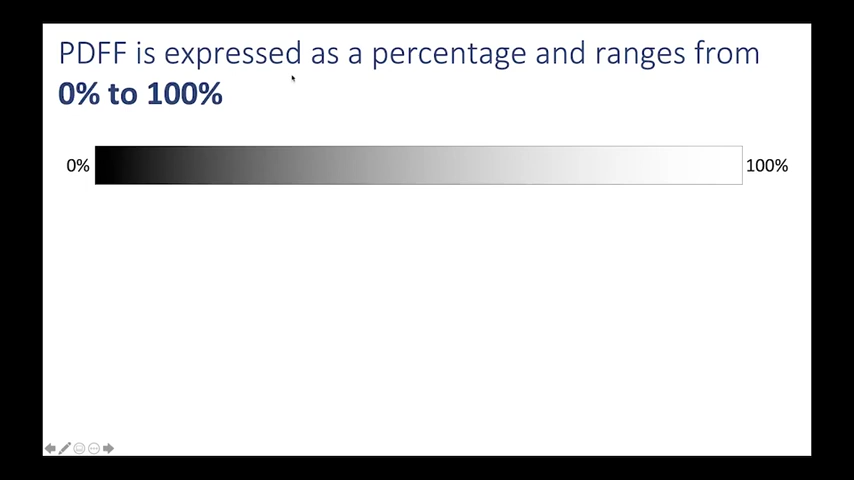 PDFF is expressed as a percentage and ranges from
0% to 100%
0%
100%